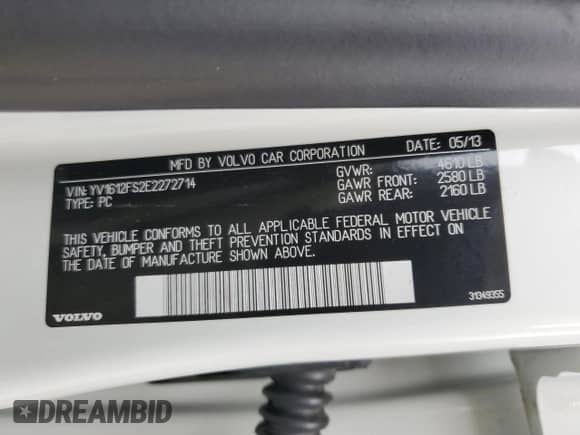 MFD BY VOLVO CAR CORPORATION DATE: 05/13
VIN: YV1612FS2E2272714 GVWR: 4610 LB
TYPE: PC GAWR FRONT: 2580 LB
GAWR REAR: 2160 LB
THIS VEHICLE CONFORMS TO ALL APPLICABLE FEDERAL MOTOR VEHICLE
SAFETY, BUMPER AND THEFT PREVENTION STANDARDS IN EFFECT ON
THE DATE OF MANUFACTURE SHOWN ABOVE.
VOLVO 31349355
DREAMBID